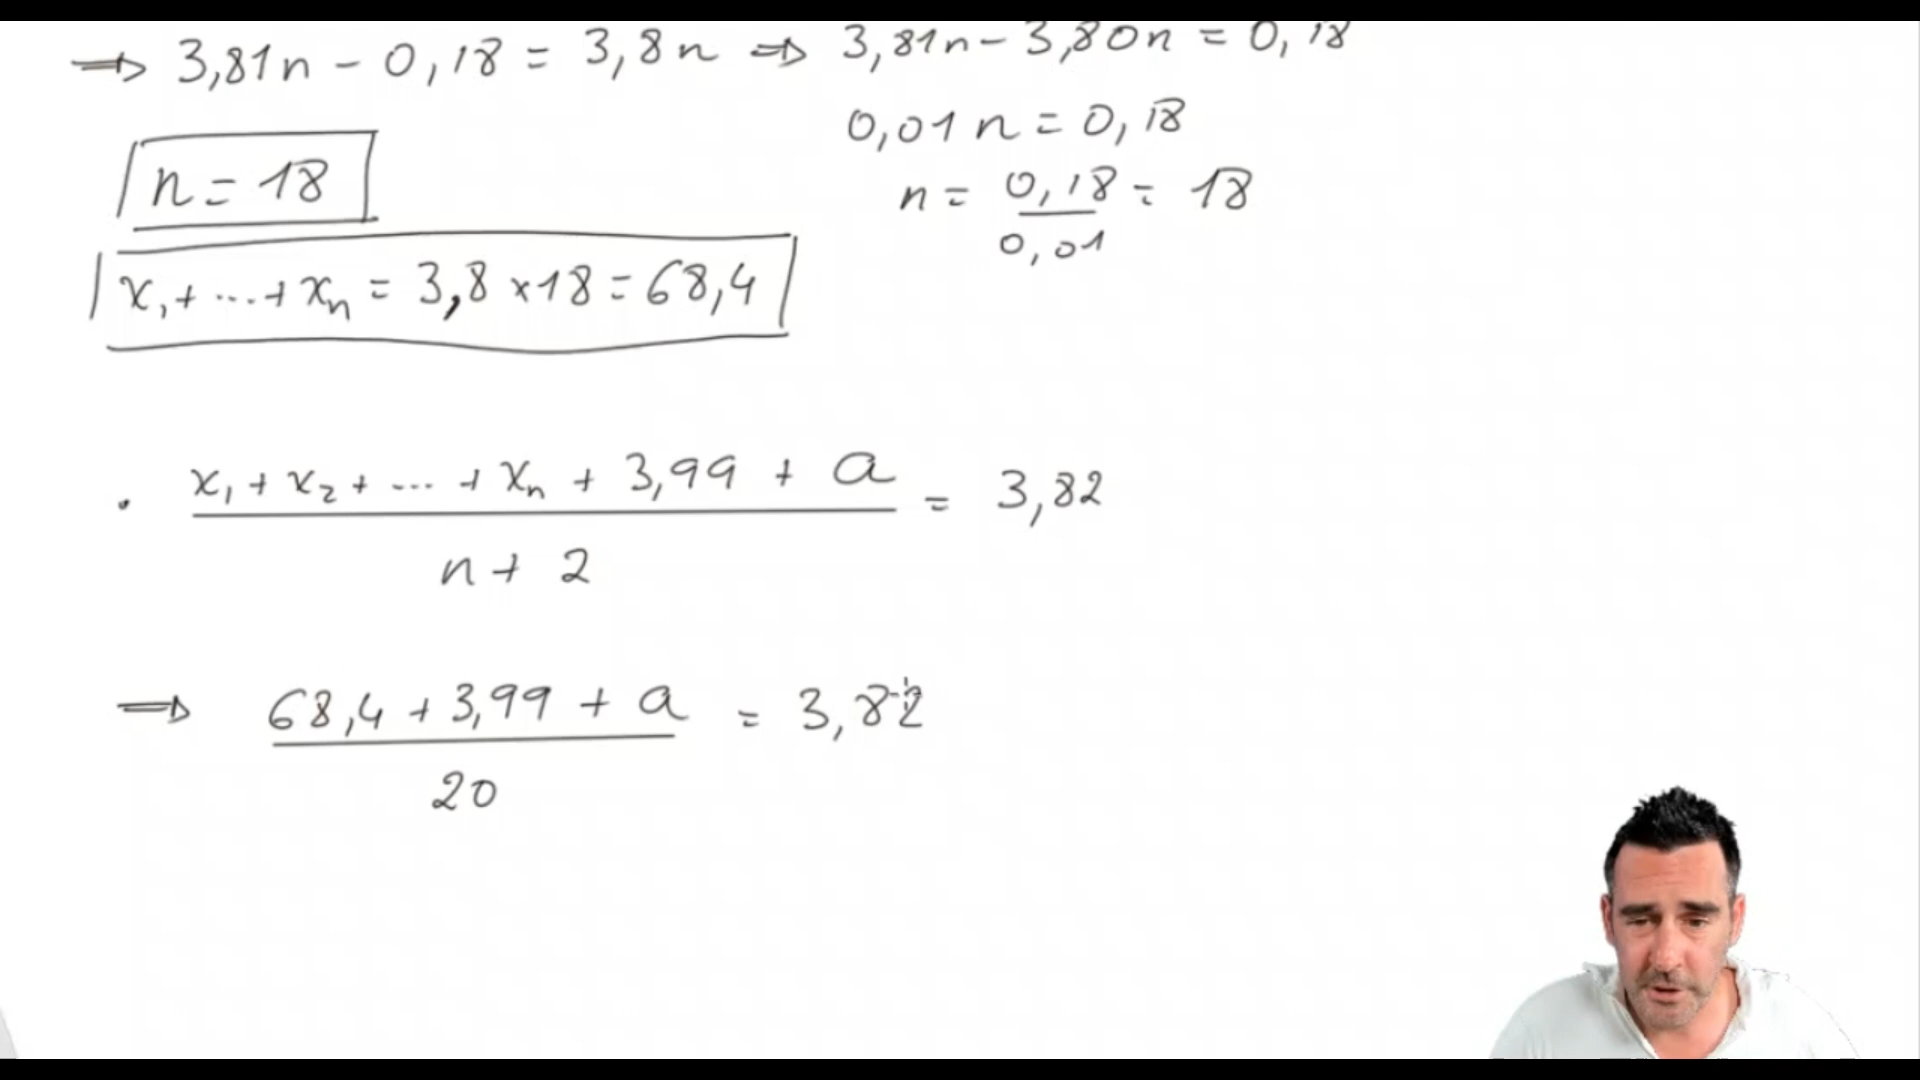 ⇒ 3,81n - 0,18 = 3,8n ⇒ 3,81n - 3,80n = 0,18
0,01 n = 0,18
n = 18
n = 0,18/0,01 = 18
x₁ + ... + xₙ = 3,8 × 18 = 68,4
. x₁ + x₂ + ... + xₙ + 3,99 + a = 3,82
n + 2
⇒ 68,4 + 3,99 + a = 3,82
20